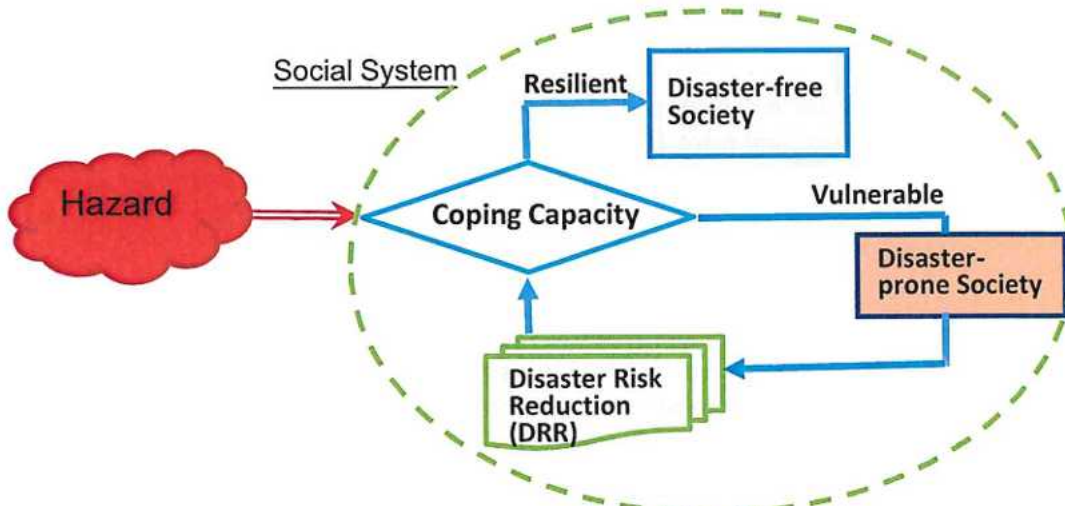 Social System
Resilient
Disaster-free
Society
Hazard
Coping Capacity
Vulnerable
Disaster-
prone Society
Disaster Risk
Reduction
(DRR)